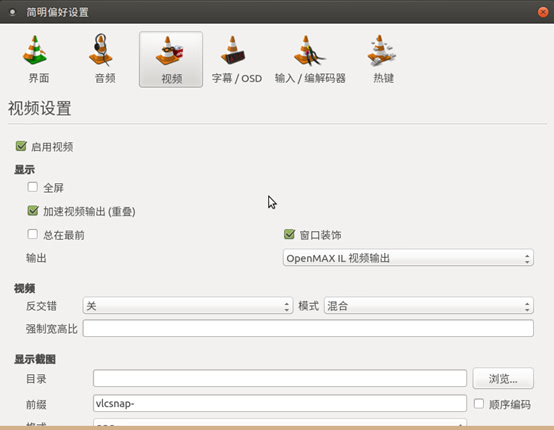 简明偏好设置
界面 音频 视频 字幕 / OSD 输入 / 编解码器 热键
视频设置
启用视频
显示
全屏
加速视频输出 (重叠)
总在最前 窗口装饰
输出 OpenMAX IL 视频输出
视频
反交错 关 模式 混合
强制宽高比
显示截图
目录 浏览...
前缀 vlcsnap- 顺序编码